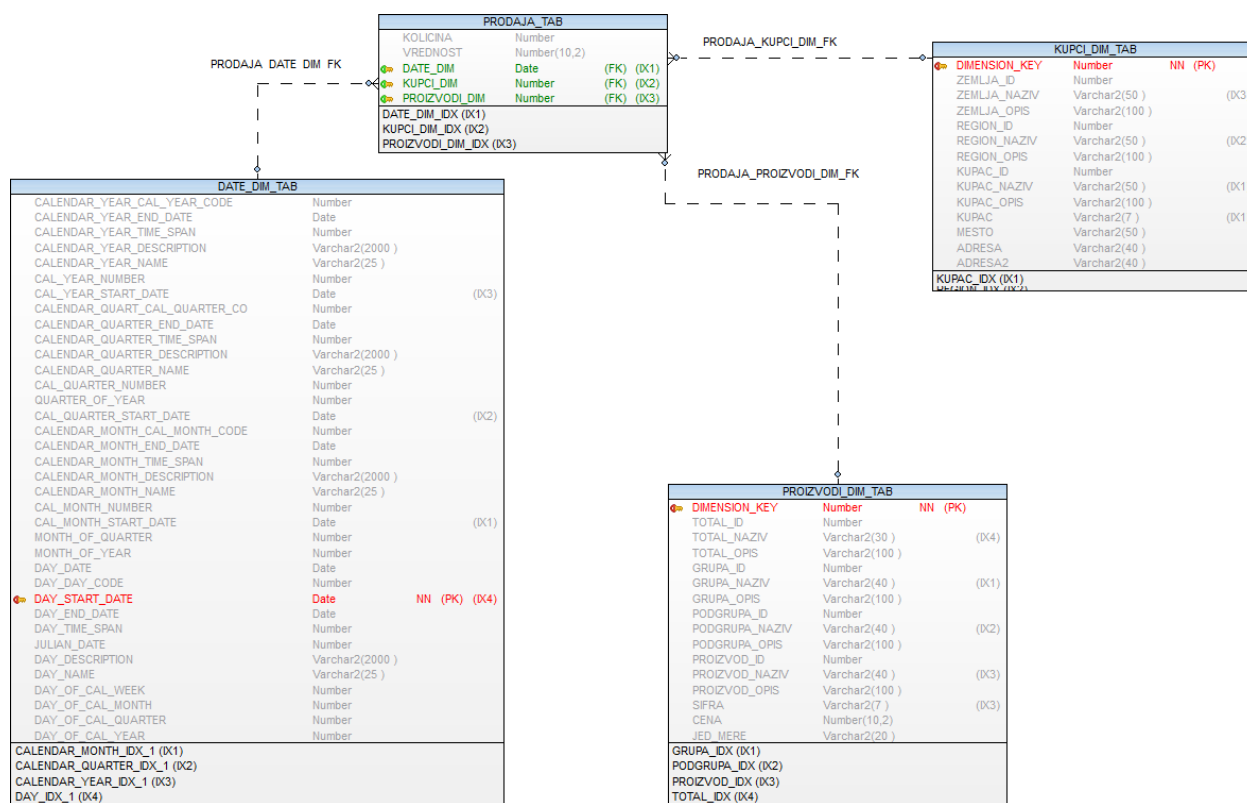 PRODAJA_TAB
KOLICINA Number
VREDNOST Number(10,2)
DATE_DIM Date (FK) (IX1)
KUPCI_DIM Number (FK) (IX2)
PROIZVODI_DIM Number (FK) (IX3)
DATE_DIM_IDX (IX1)
KUPCI_DIM_IDX (IX2)
PROIZVODI_DIM_IDX (IX3)
PRODAJA_DATE_DIM_FK
PRODAJA_KUPCI_DIM_FK
PRODAJA_PROIZVODI_DIM_FK
KUPCI_DIM_TAB
DIMENSION_KEY Number NN (PK)
ZEMLJA_ID Number
ZEMLJA_NAZIV Varchar2(50 ) (IX3
ZEMLJA_OPIS Varchar2(100 )
REGION_ID Number
REGION_NAZIV Varchar2(50 ) (IX2
REGION_OPIS Varchar2(100 )
KUPAC_ID Number
KUPAC_NAZIV Varchar2(50 ) (IX1
KUPAC_OPIS Varchar2(100 )
KUPAC Varchar2(7 ) (IX1
MESTO Varchar2(50 )
ADRESA Varchar2(40 )
ADRESA2 Varchar2(40 )
KUPAC_IDX (IX1)
REGION_IDX (IX2)
DATE_DIM_TAB
CALENDAR_YEAR_CAL_YEAR_CODE Number
CALENDAR_YEAR_END_DATE Date
CALENDAR_YEAR_TIME_SPAN Number
CALENDAR_YEAR_DESCRIPTION Varchar2(2000 )
CALENDAR_YEAR_NAME Varchar2(25 )
CAL_YEAR_NUMBER Number
CAL_YEAR_START_DATE Date (IX3)
CALENDAR_QUART_CAL_QUARTER_CO Number
CALENDAR_QUARTER_END_DATE Date
CALENDAR_QUARTER_TIME_SPAN Number
CALENDAR_QUARTER_DESCRIPTION Varchar2(2000 )
CALENDAR_QUARTER_NAME Varchar2(25 )
CAL_QUARTER_NUMBER Number
QUARTER_OF_YEAR Number
CAL_QUARTER_START_DATE Date (IX2)
CALENDAR_MONTH_CAL_MONTH_CODE Number
CALENDAR_MONTH_END_DATE Date
CALENDAR_MONTH_TIME_SPAN Number
CALENDAR_MONTH_DESCRIPTION Varchar2(2000 )
CALENDAR_MONTH_NAME Varchar2(25 )
CAL_MONTH_NUMBER Number
CAL_MONTH_START_DATE Date (IX1)
MONTH_OF_QUARTER Number
MONTH_OF_YEAR Number
DAY_DATE Date
DAY_DAY_CODE Number
DAY_START_DATE Date NN (PK) (IX4)
DAY_END_DATE Date
DAY_TIME_SPAN Number
JULIAN_DATE Number
DAY_DESCRIPTION Varchar2(2000 )
DAY_NAME Varchar2(25 )
DAY_OF_CAL_WEEK Number
DAY_OF_CAL_MONTH Number
DAY_OF_CAL_QUARTER Number
DAY_OF_CAL_YEAR Number
CALENDAR_MONTH_IDX_1 (IX1)
CALENDAR_QUARTER_IDX_1 (IX2)
CALENDAR_YEAR_IDX_1 (IX3)
DAY_IDX_1 (IX4)
PROIZVODI_DIM_TAB
DIMENSION_KEY Number NN (PK)
TOTAL_ID Number
TOTAL_NAZIV Varchar2(30 ) (IX4)
TOTAL_OPIS Varchar2(100 )
GRUPA_ID Number
GRUPA_NAZIV Varchar2(40 ) (IX1)
GRUPA_OPIS Varchar2(100 )
PODGRUPA_ID Number
PODGRUPA_NAZIV Varchar2(40 ) (IX2)
PODGRUPA_OPIS Varchar2(100 )
PROIZVOD_ID Number
PROIZVOD_NAZIV Varchar2(40 ) (IX3)
PROIZVOD_OPIS Varchar2(100 )
SIFRA Varchar2(7 ) (IX3)
CENA Number(10,2)
JED_MERE Varchar2(20 )
GRUPA_IDX (IX1)
PODGRUPA_IDX (IX2)
PROIZVOD_IDX (IX3)
TOTAL_IDX (IX4)